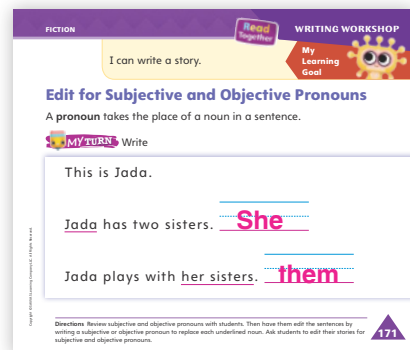 FICTION
Read Together
WRITING WORKSHOP
I can write a story.
My
Learning
Goal
Edit for Subjective and Objective Pronouns
A pronoun takes the place of a noun in a sentence.
MY TURN Write
This is Jada.
Jada has two sisters. She
Jada plays with her sisters. them
Directions Review subjective and objective pronouns with students. Then have them edit the sentences by
writing a subjective or objective pronoun to replace each underlined noun. Ask students to edit their stories for
subjective and objective pronouns.
171